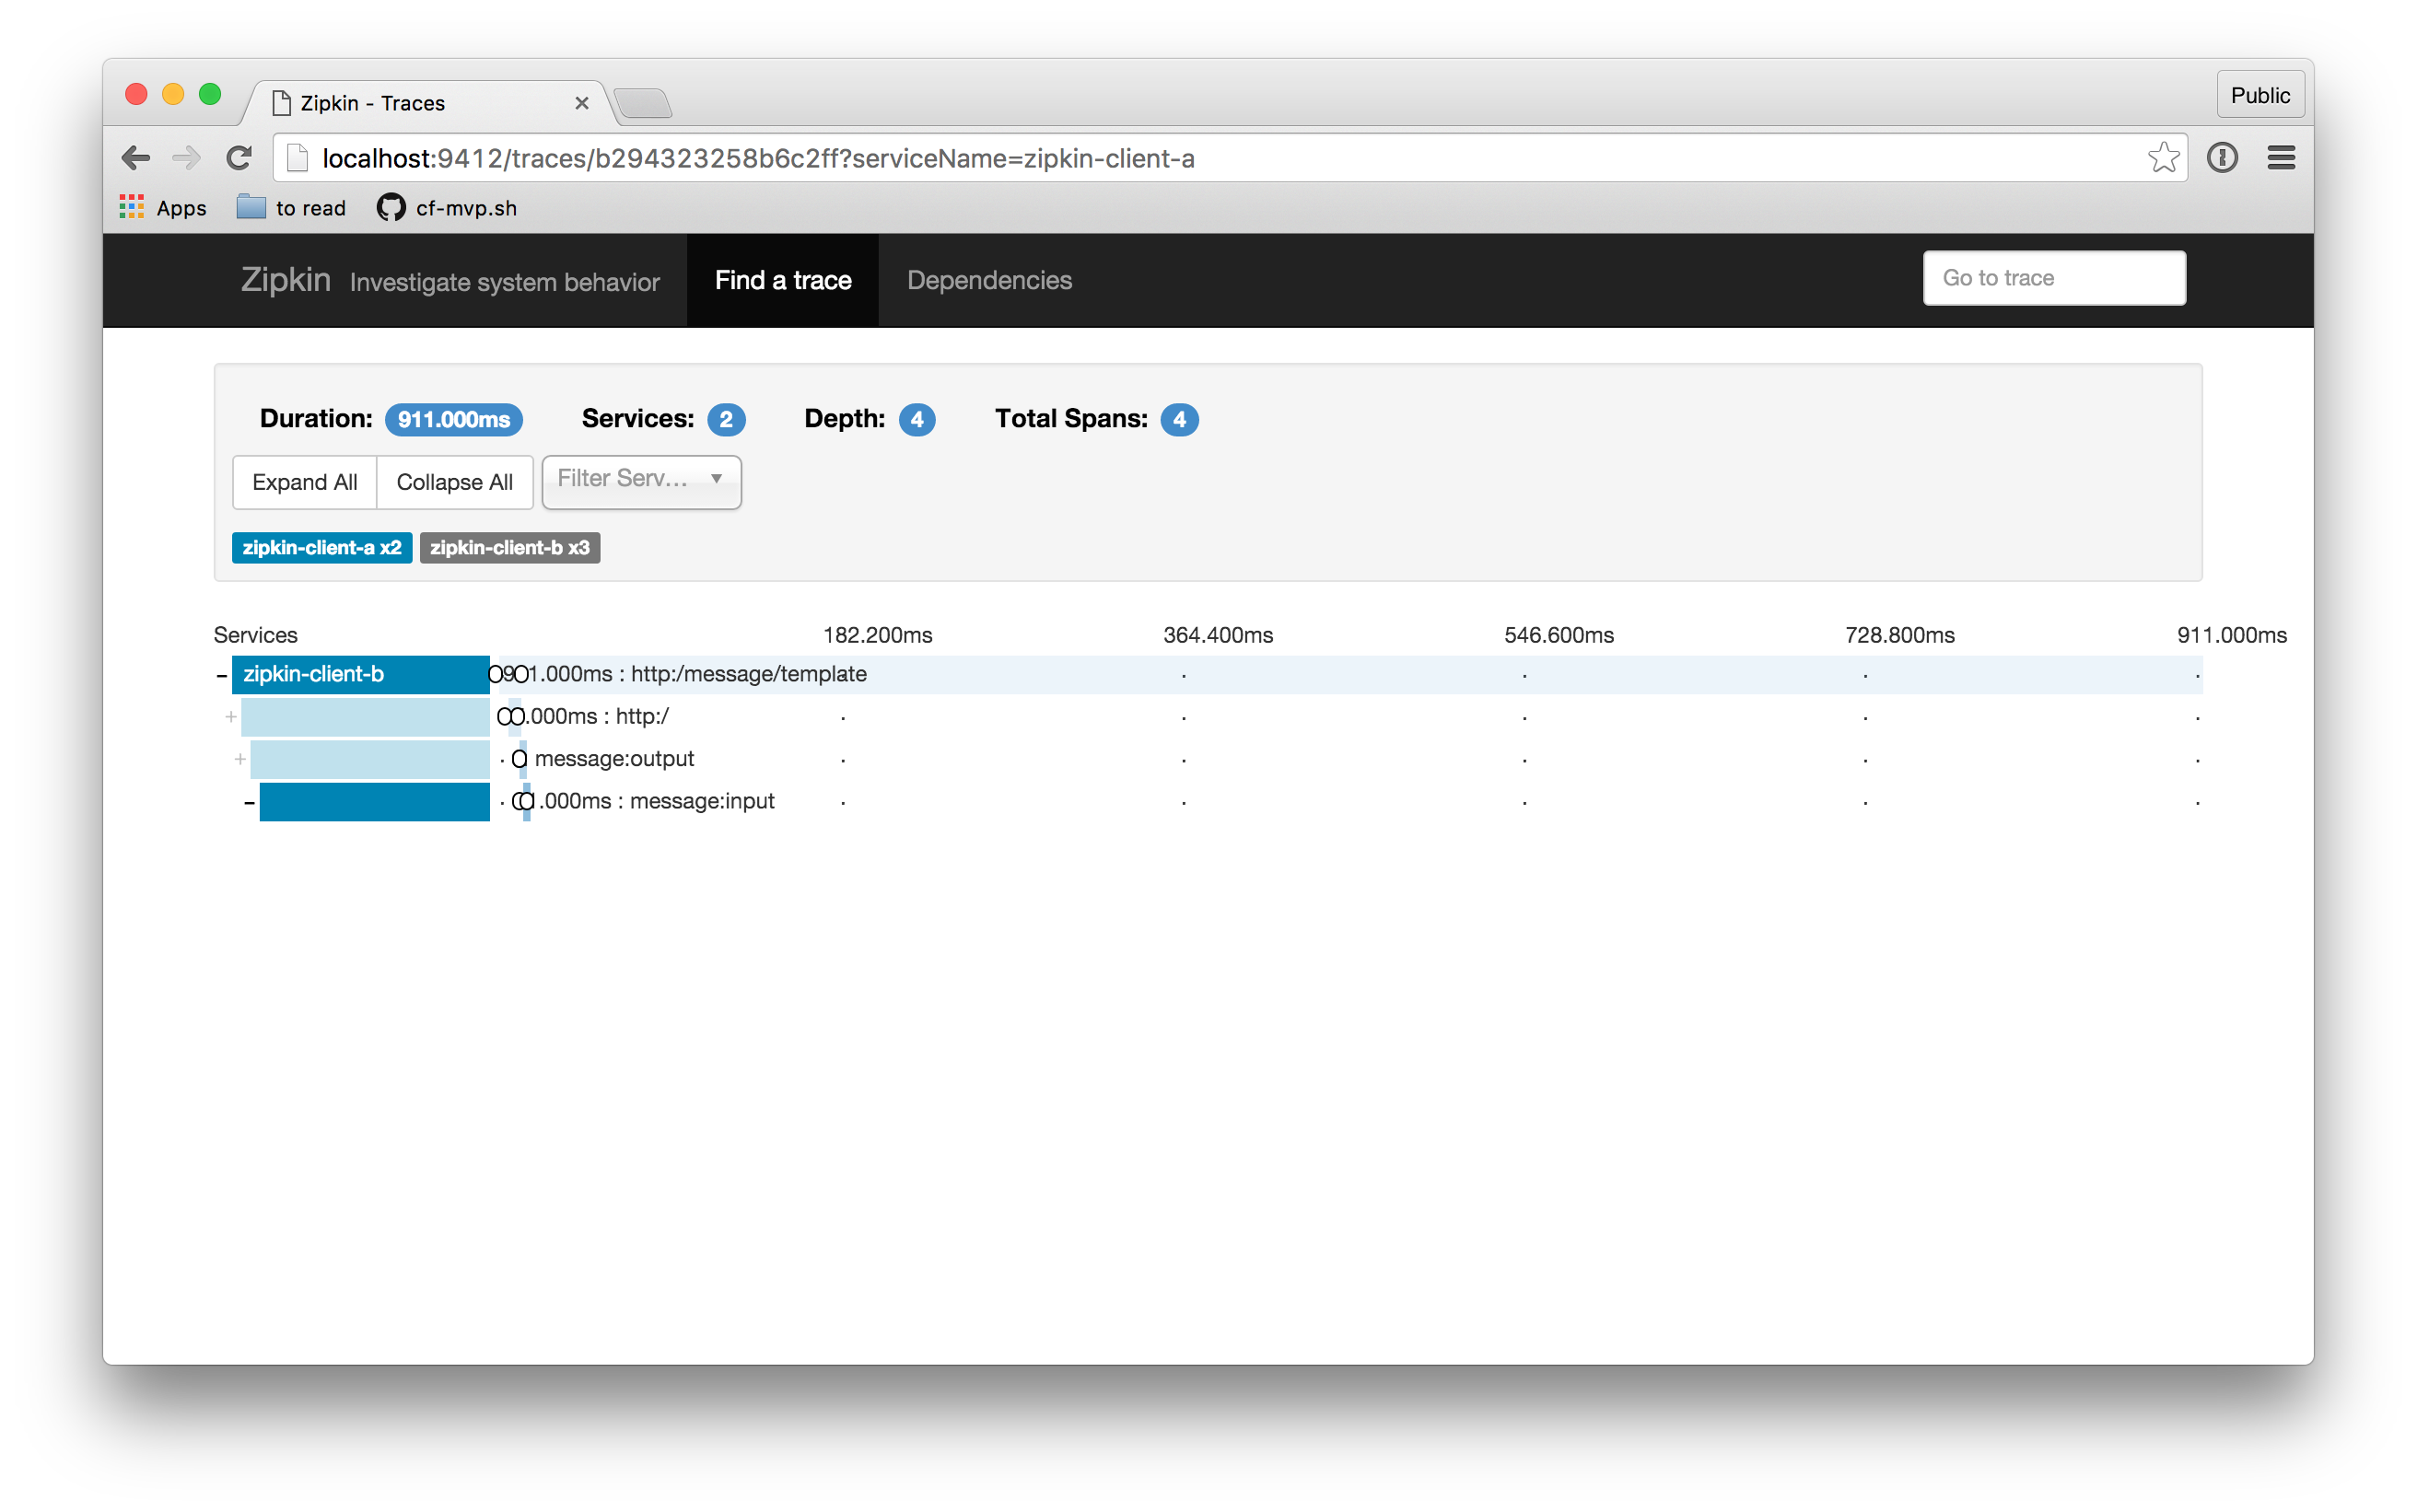 Zipkin - Traces
Public
localhost:9412/traces/b294323258b6c2ff?serviceName=zipkin-client-a
Apps to read cf-mvp.sh
Zipkin Investigate system behavior Find a trace Dependencies Go to trace
Duration: 911.000ms Services: 2 Depth: 4 Total Spans: 4
Expand All Collapse All Filter Serv...
zipkin-client-a x2 zipkin-client-b x3
Services 182.200ms 364.400ms 546.600ms 728.800ms 911.000ms
- zipkin-client-b 911.000ms : http:/message/template
+ .000ms : http:/
+ message:output
- .000ms : message:input